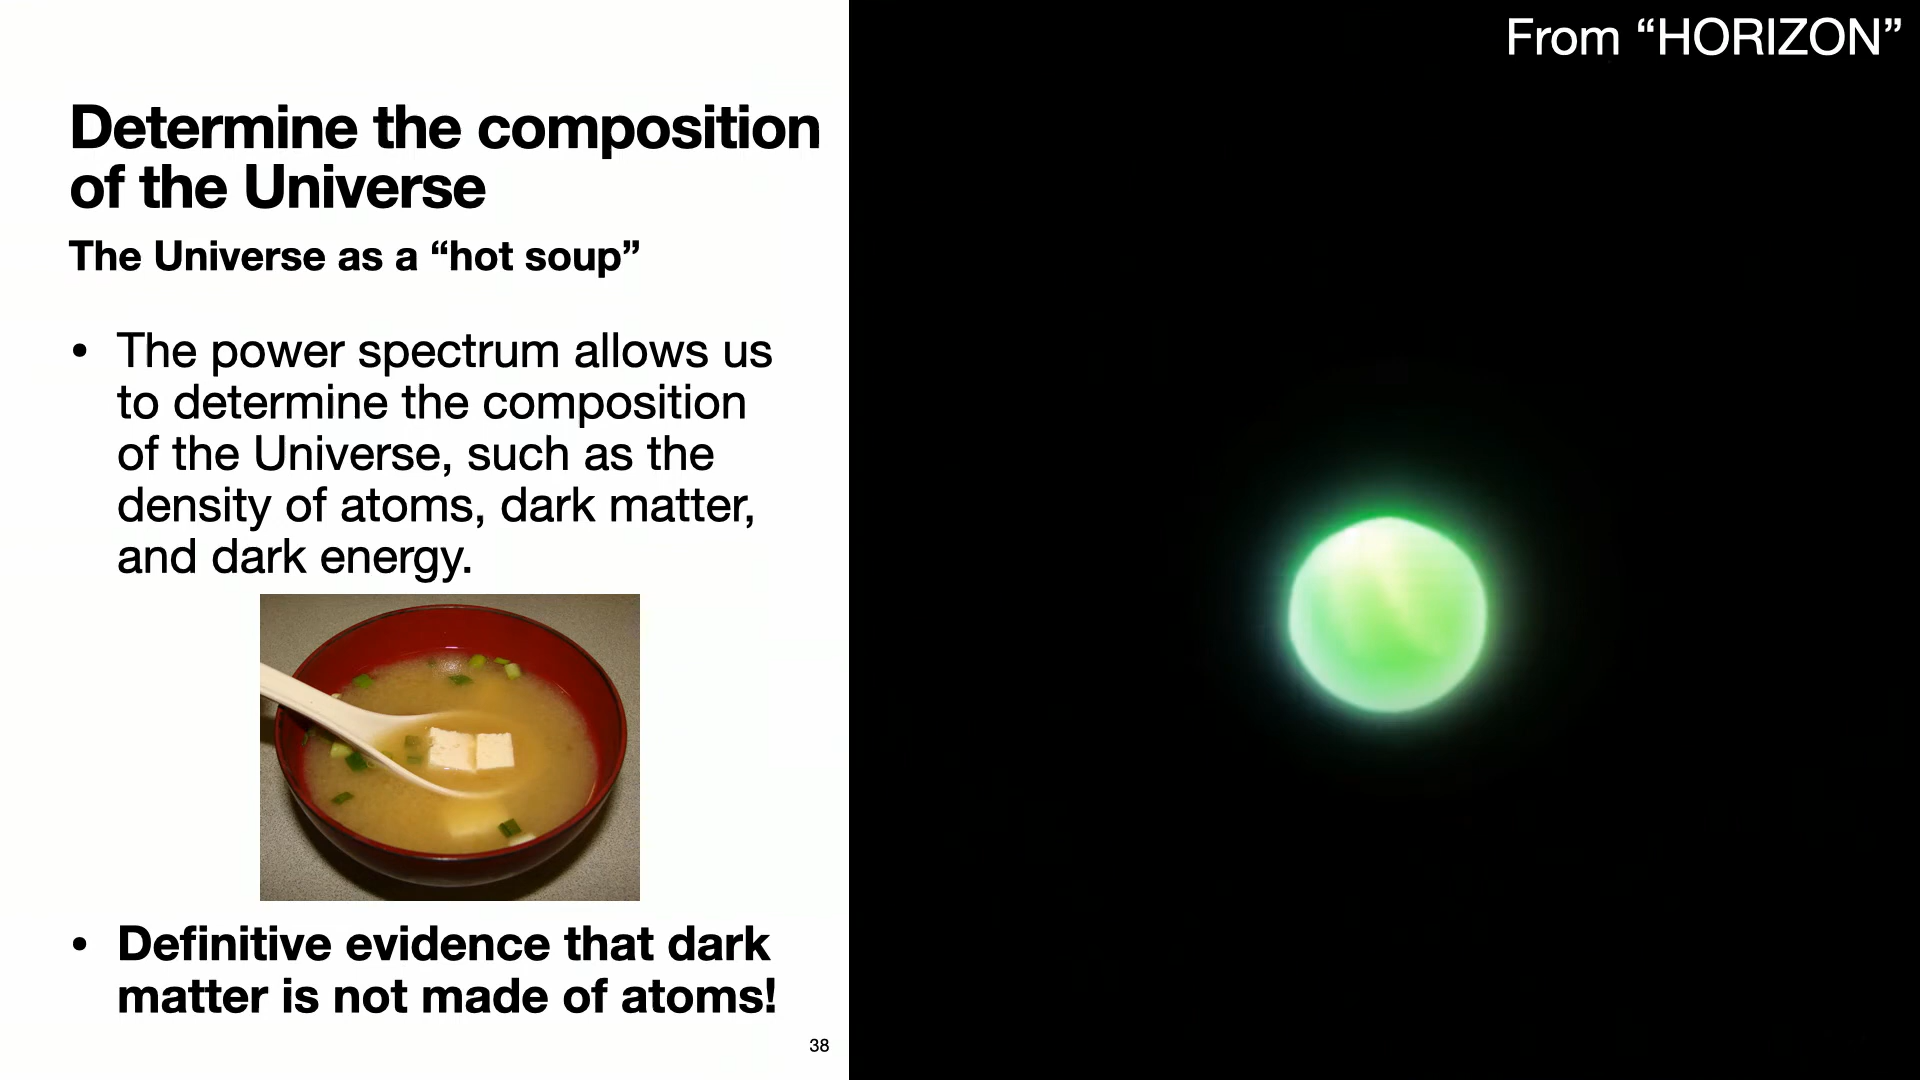 From “HORIZON”
Determine the composition
of the Universe
The Universe as a “hot soup”
• The power spectrum allows us
to determine the composition
of the Universe, such as the
density of atoms, dark matter,
and dark energy.
• Definitive evidence that dark
matter is not made of atoms!
38